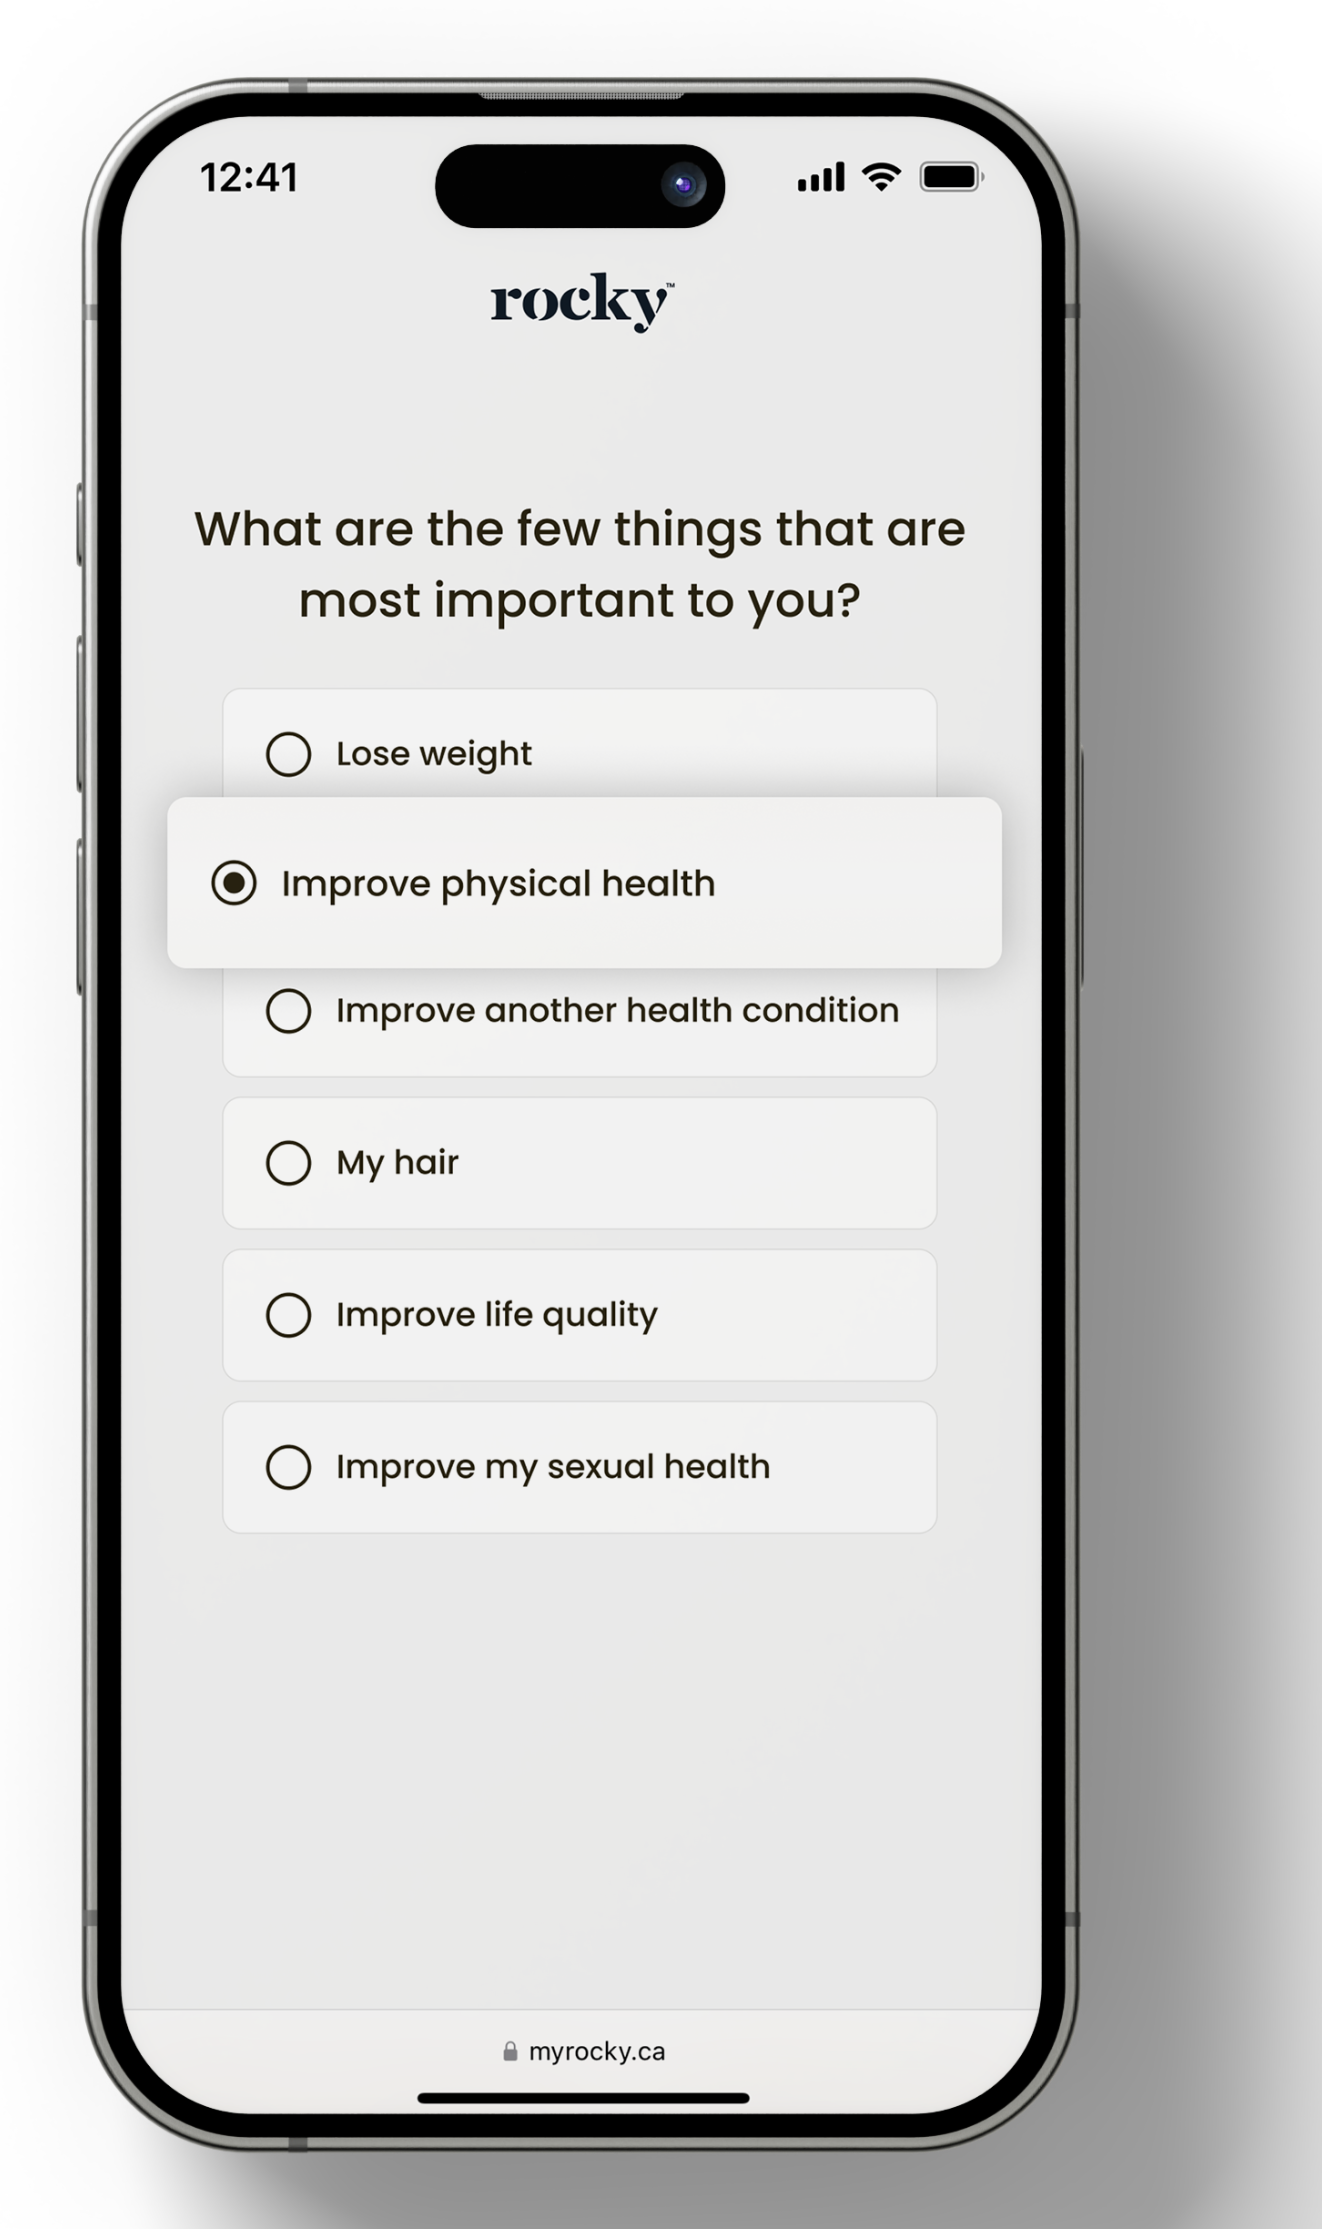 12:41
rocky™
What are the few things that are
most important to you?
Lose weight
Improve physical health
Improve another health condition
My hair
Improve life quality
Improve my sexual health
myrocky.ca